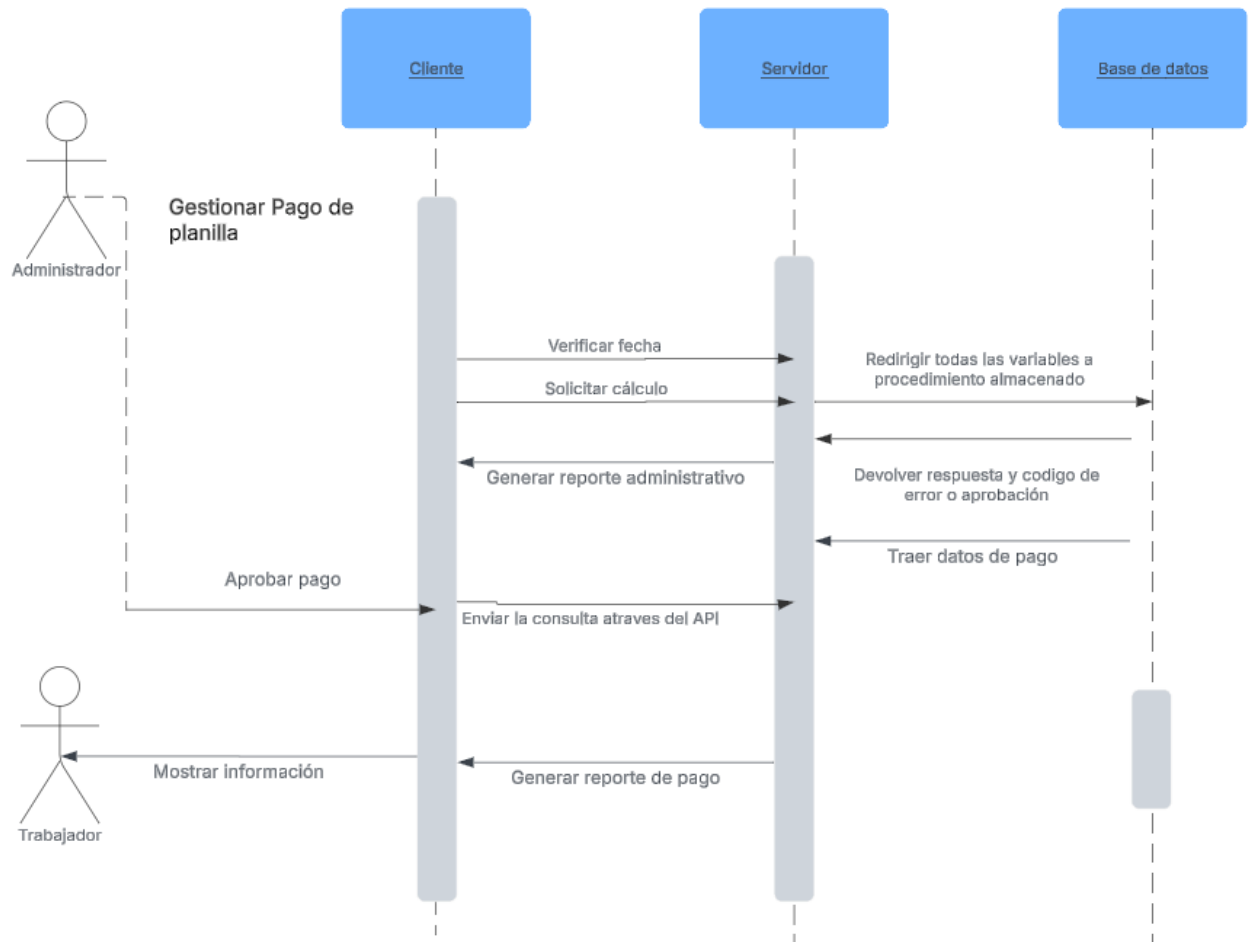 Cliente
Servidor
Base de datos
Gestionar Pago de
planilla
Administrador
Verificar fecha
Redirigir todas las variables a
procedimiento almacenado
Solicitar cálculo
Generar reporte administrativo
Devolver respuesta y codigo de
error o aprobación
Traer datos de pago
Aprobar pago
Enviar la consulta atraves del API
Mostrar información
Generar reporte de pago
Trabajador